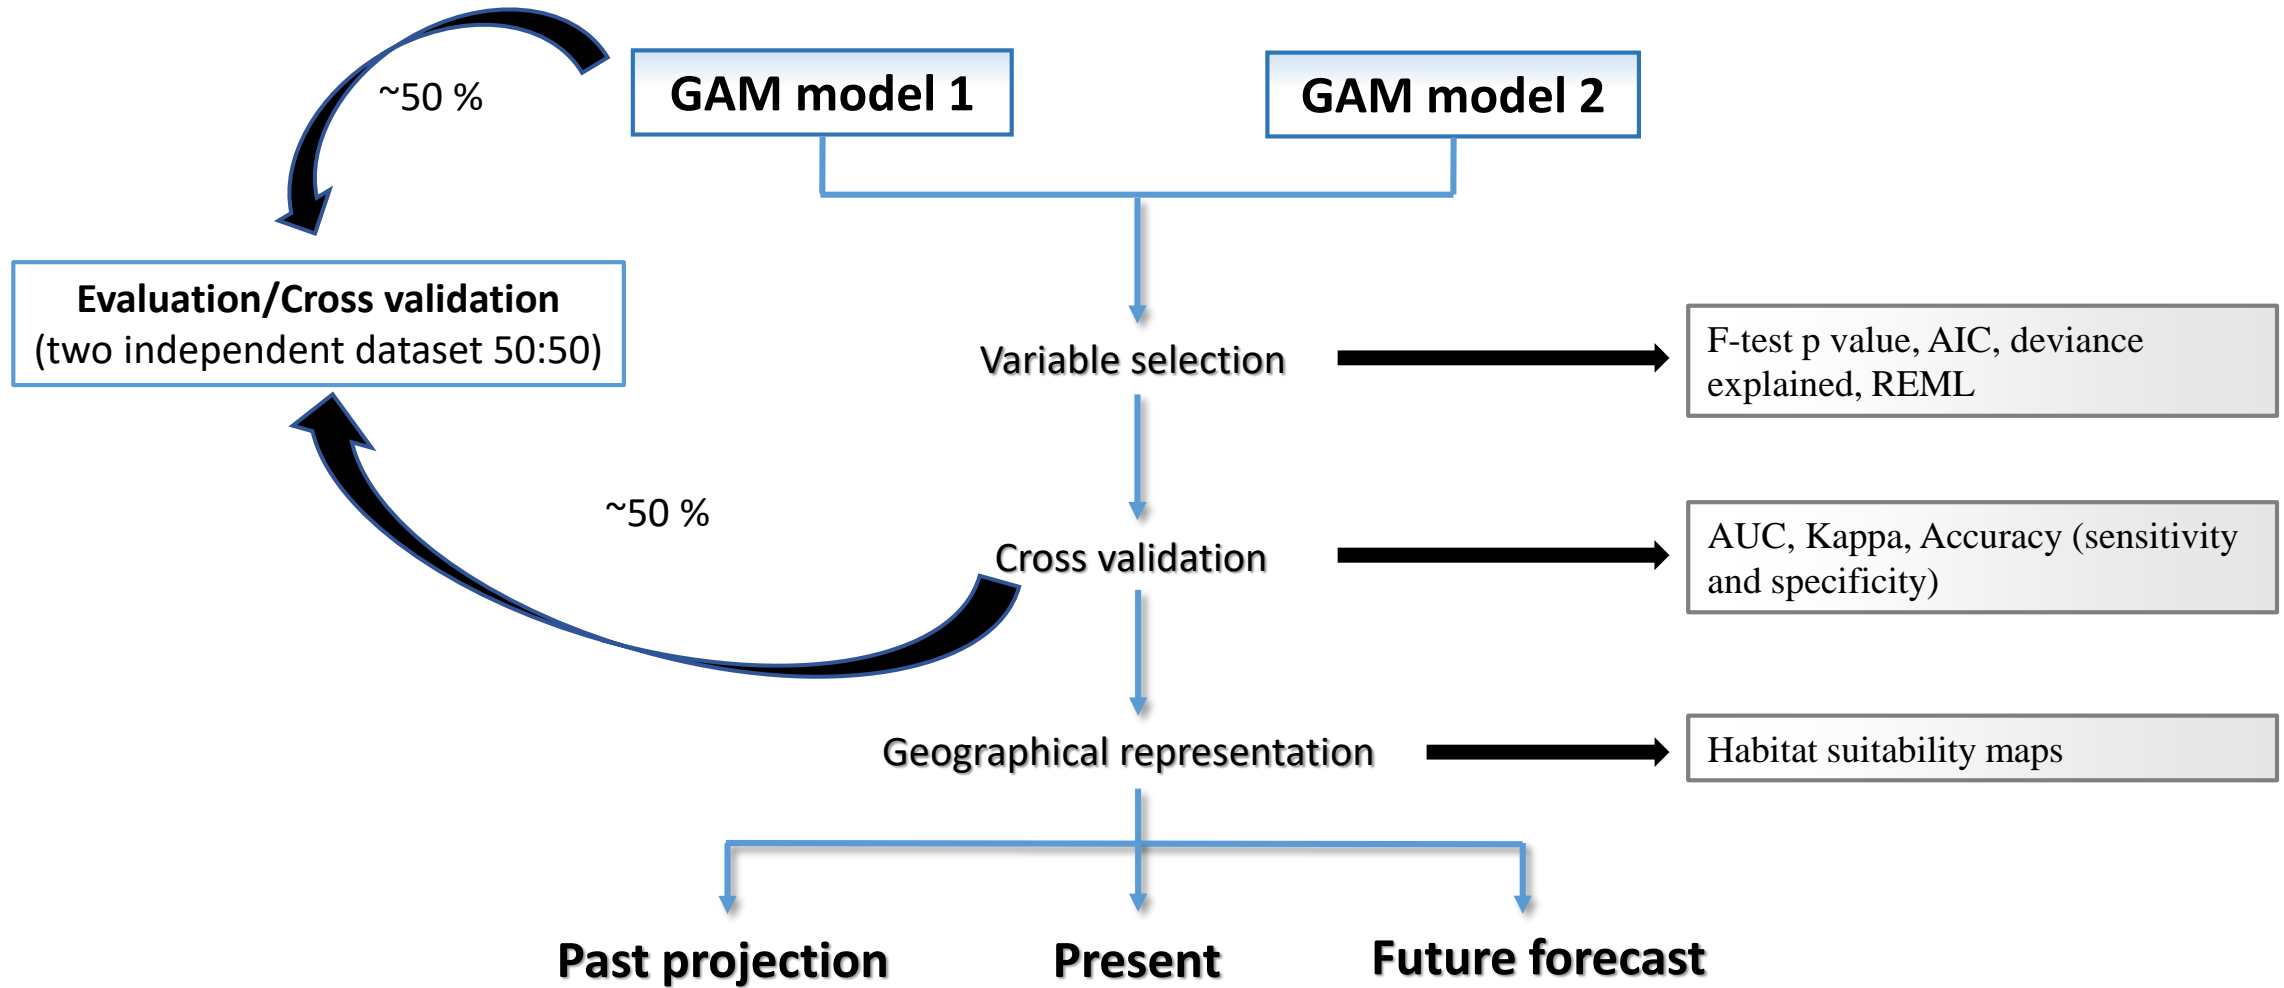 ~50 %
GAM model 1
GAM model 2
Evaluation/Cross validation
(two independent dataset 50:50)
Variable selection
F-test p value, AIC, deviance
explained, REML
~50 %
Cross validation
AUC, Kappa, Accuracy (sensitivity
and specificity)
Geographical representation
Habitat suitability maps
Past projection
Present
Future forecast